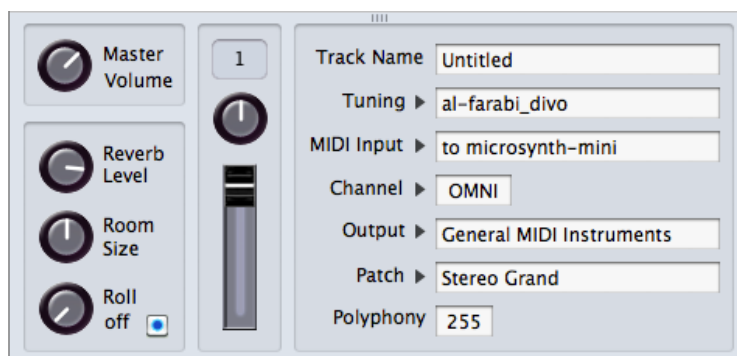 Master
Volume
Reverb
Level
Room
Size
Roll
off
1
Track Name Untitled
Tuning al-farabi_divo
MIDI Input to microsynth-mini
Channel OMNI
Output General MIDI Instruments
Patch Stereo Grand
Polyphony 255